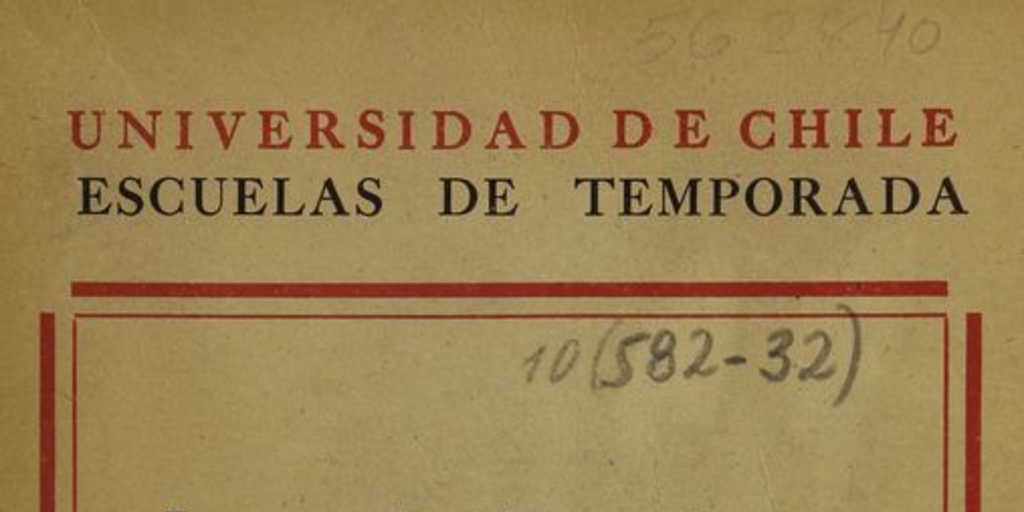 UNIVERSIDAD DE CHILE
ESCUELAS DE TEMPORADA
10(582-32)